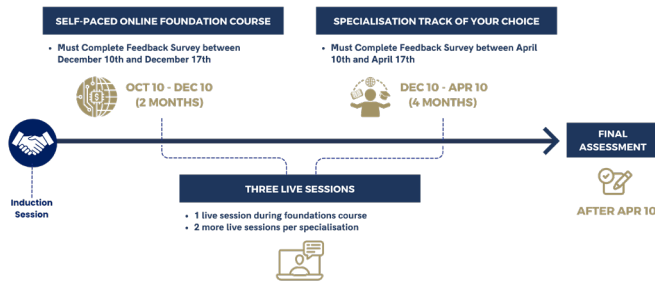 SELF-PACED ONLINE FOUNDATION COURSE
• Must Complete Feedback Survey between
December 10th and December 17th
OCT 10 - DEC 10
(2 MONTHS)
SPECIALISATION TRACK OF YOUR CHOICE
• Must Complete Feedback Survey between April
10th and April 17th
DEC 10 - APR 10
(4 MONTHS)
Induction
Session
THREE LIVE SESSIONS
• 1 live session during foundations course
• 2 more live sessions per specialisation
FINAL
ASSESSMENT
AFTER APR 10